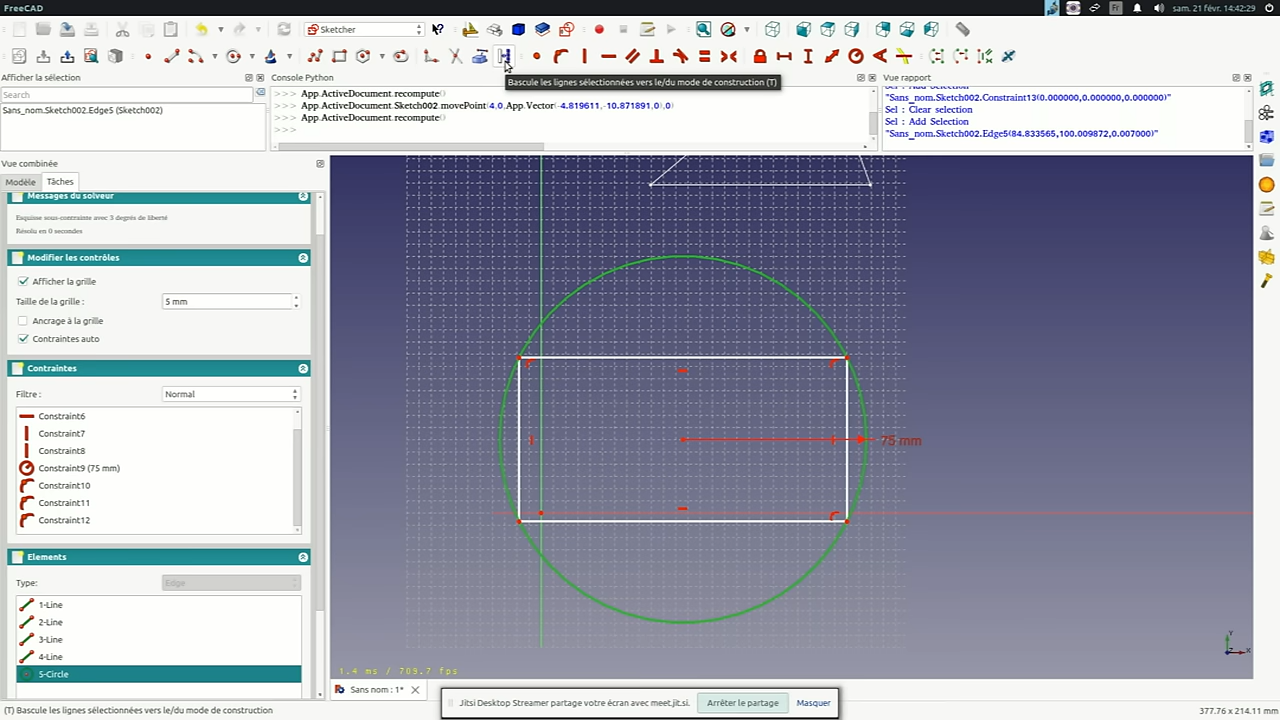 FreeCAD
Fr
sam. 21 févr. 14:42:29
Sketcher
Afficher la sélection
Search
Sans_nom.Sketch002.Edge5 (Sketch002)
Console Python
>>> App.ActiveDocument.recompute()
>>> App.ActiveDocument.Sketch002.movePoint(4,0,App.Vector(-4.819611,-10.871891,0),0)
>>> App.ActiveDocument.recompute()
>>>
Bascule les lignes sélectionnées vers le/du mode de construction (T)
Vue rapport
"Sans_nom.Sketch002.Constraint13(0.000000,0.000000,0.000000)"
Sel : Clear selection
Sel : Add Selection
"Sans_nom.Sketch002.Edge5(84.833565,100.009872,0.007000)"
Vue combinée
Modèle
Tâches
Messages du solveur
Esquisse sous-contrainte avec 3 degrés de liberté
Résolu en 0 secondes
Modifier les contrôles
Afficher la grille
Taille de la grille :
5 mm
Ancrage à la grille
Contraintes auto
Contraintes
Filtre :
Normal
Constraint6
Constraint7
Constraint8
Constraint9 (75 mm)
Constraint10
Constraint11
Constraint12
Elements
Type:
Edge
1-Line
2-Line
3-Line
4-Line
5-Circle
75 mm
1.4 ms / 709.7 fps
Y
X
Sans nom : 1*
Jitsi Desktop Streamer partage votre écran avec meet.jit.si.
Arrêter le partage
Masquer
(T) Bascule les lignes sélectionnées vers le/du mode de construction
377.76 x 214.11 mm